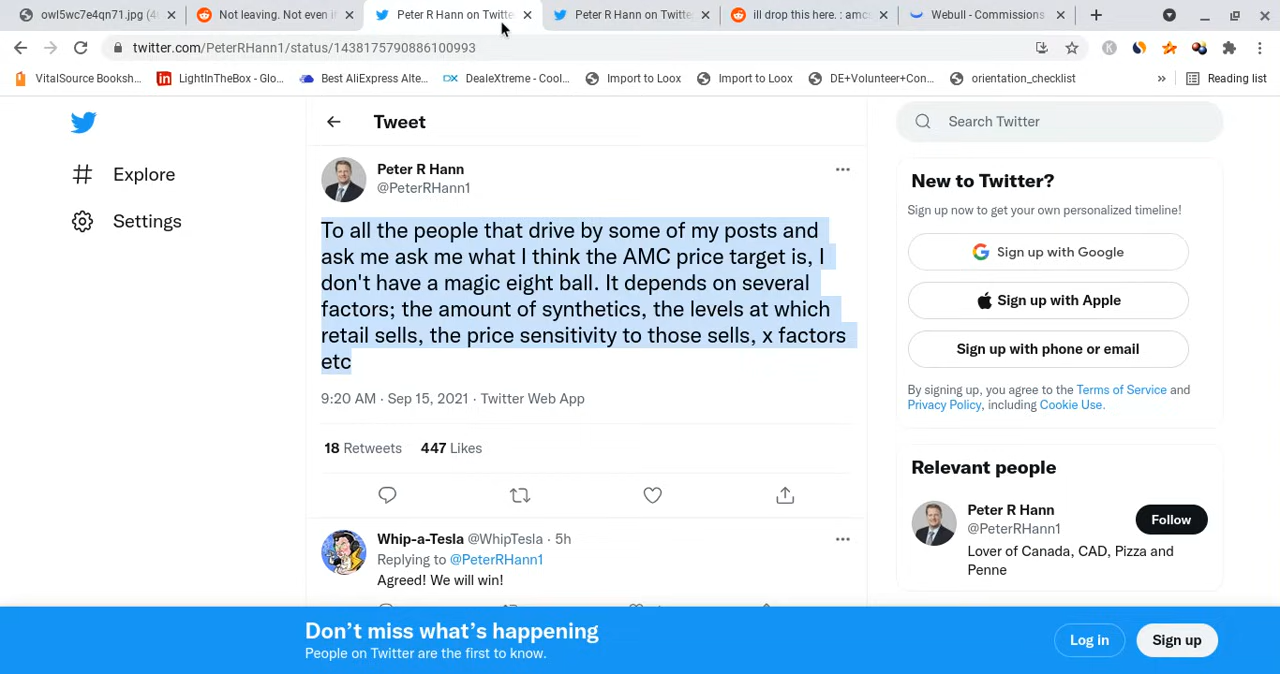 owl5wc7e4qn71.jpg (4
Not leaving. Not even i
Peter R Hann on Twitte
Peter R Hann on Twitte
ill drop this here. : amc
Webull - Commissions
twitter.com/PeterRHann1/status/1438175790886100993
VitalSource Booksh...
LightInTheBox - Glo...
Best AliExpress Alte...
DX DealeXtreme - Cool...
Import to Loox
Import to Loox
DE+Volunteer+Con...
orientation_checklist
»
Reading list
Explore
Settings
Tweet
Peter R Hann
@PeterRHann1
To all the people that drive by some of my posts and
ask me ask me what I think the AMC price target is, I
don't have a magic eight ball. It depends on several
factors; the amount of synthetics, the levels at which
retail sells, the price sensitivity to those sells, x factors
etc
9:20 AM · Sep 15, 2021 · Twitter Web App
18 Retweets 447 Likes
Whip-a-Tesla @WhipTesla · 5h
Replying to @PeterRHann1
Agreed! We will win!
Search Twitter
New to Twitter?
Sign up now to get your own personalized timeline!
Sign up with Google
Sign up with Apple
Sign up with phone or email
By signing up, you agree to the Terms of Service and
Privacy Policy, including Cookie Use.
Relevant people
Peter R Hann
@PeterRHann1
Follow
Lover of Canada, CAD, Pizza and
Penne
Don't miss what's happening
People on Twitter are the first to know.
Log in
Sign up